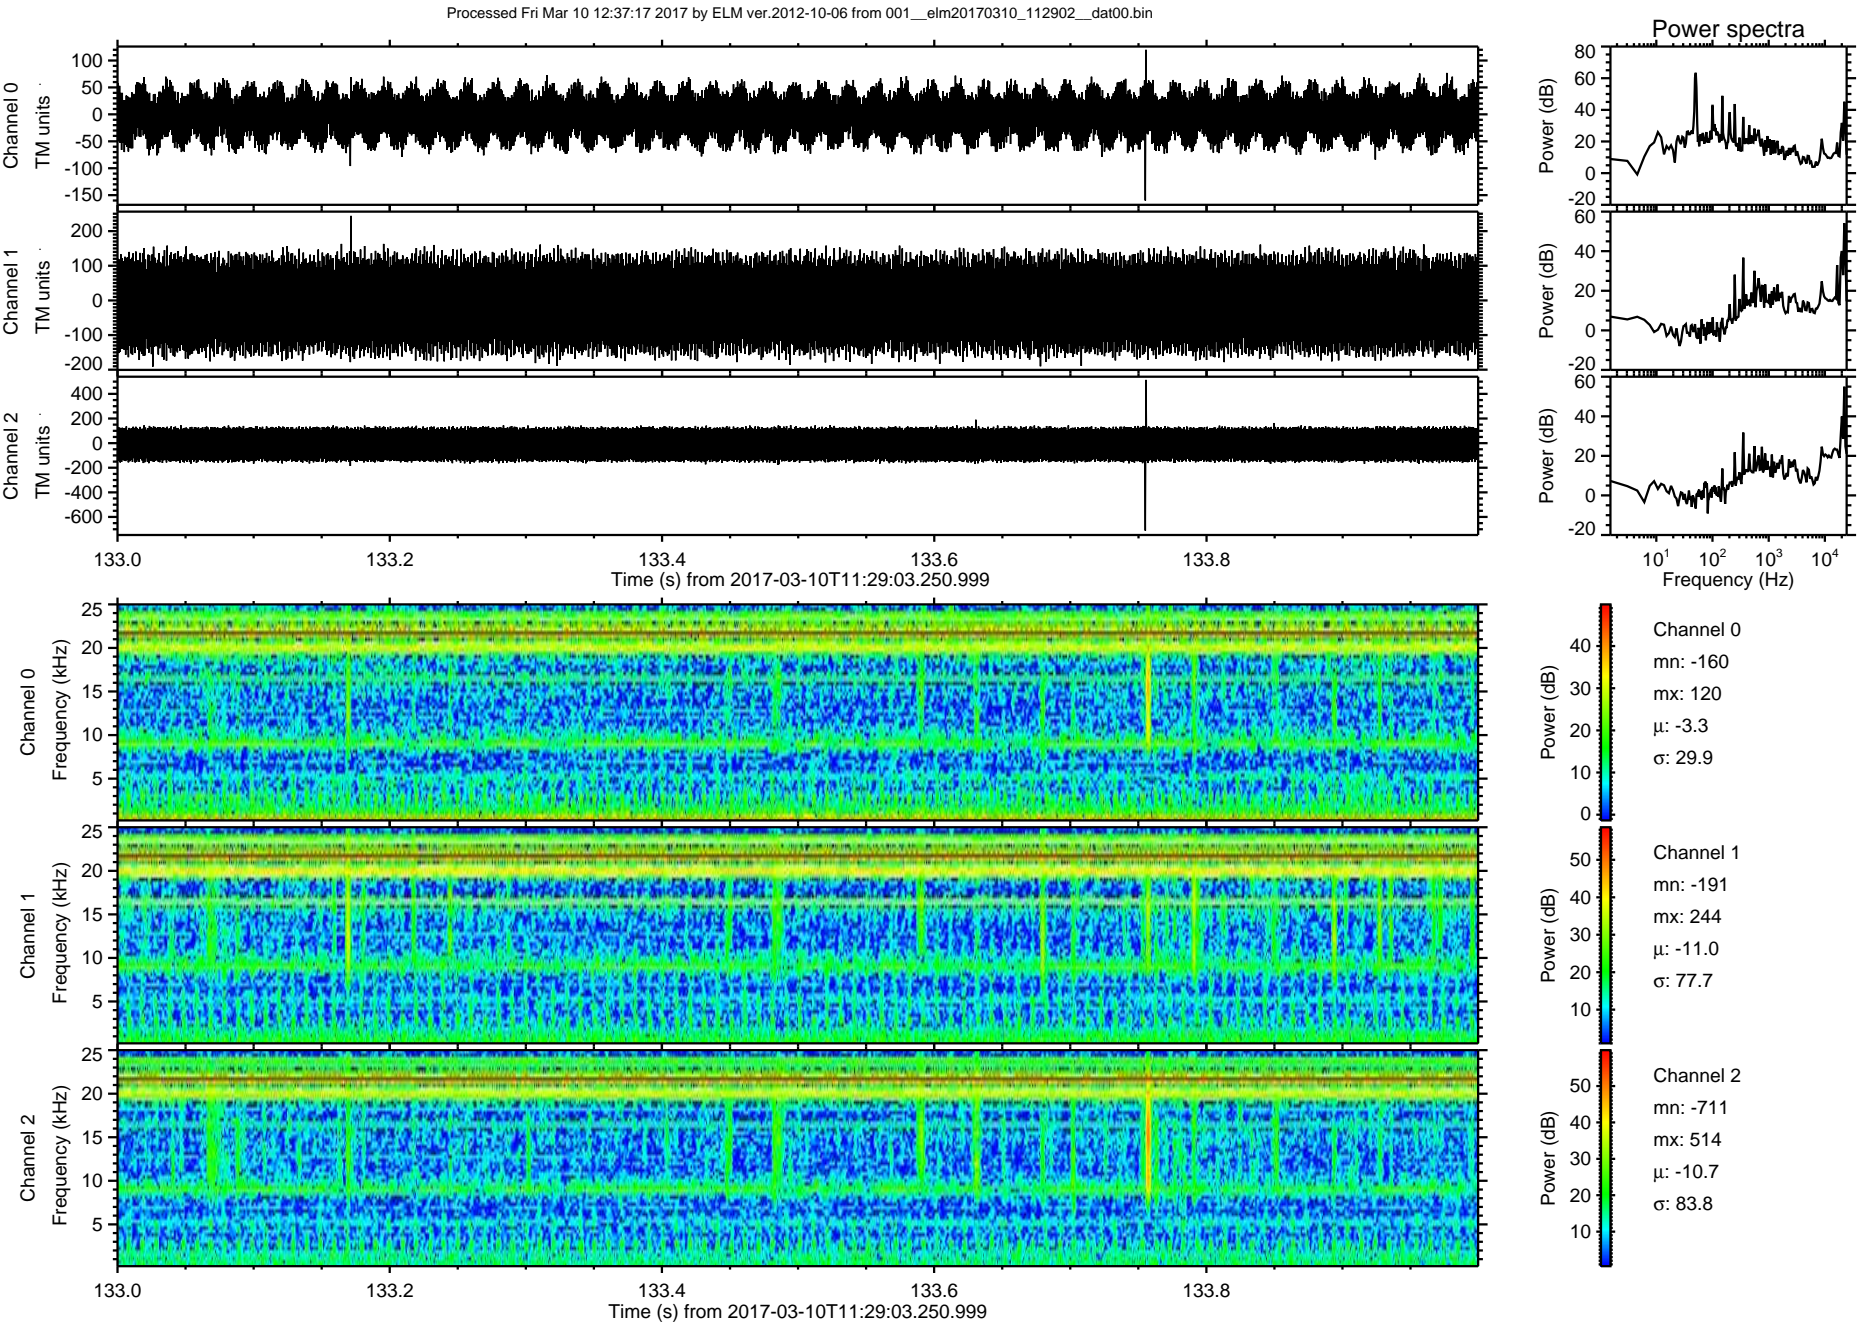 Processed Fri Mar 10 12:37:17 2017 by ELM ver.2012-10-06 from 001__elm20170310_112902__dat00.bin
Power spectra
Channel 0
TM units
100
50
0
-50
-100
-150
Power (dB)
80
60
40
20
0
-20
Channel 1
TM units
200
100
0
-100
-200
Power (dB)
60
40
20
0
-20
Channel 2
TM units
400
200
0
-200
-400
-600
Power (dB)
60
40
20
0
-20
133.0 133.2 133.4 133.6 133.8
Time (s) from 2017-03-10T11:29:03.250.999
10^1 10^2 10^3 10^4
Frequency (Hz)
Channel 0
Frequency (kHz)
25
20
15
10
5
Power (dB)
40
30
20
10
0
Channel 0
mn: -160
mx: 120
μ: -3.3
σ: 29.9
Channel 1
Frequency (kHz)
25
20
15
10
5
Power (dB)
50
40
30
20
10
Channel 1
mn: -191
mx: 244
μ: -11.0
σ: 77.7
Channel 2
Frequency (kHz)
25
20
15
10
5
Power (dB)
50
40
30
20
10
Channel 2
mn: -711
mx: 514
μ: -10.7
σ: 83.8
133.0 133.2 133.4 133.6 133.8
Time (s) from 2017-03-10T11:29:03.250.999